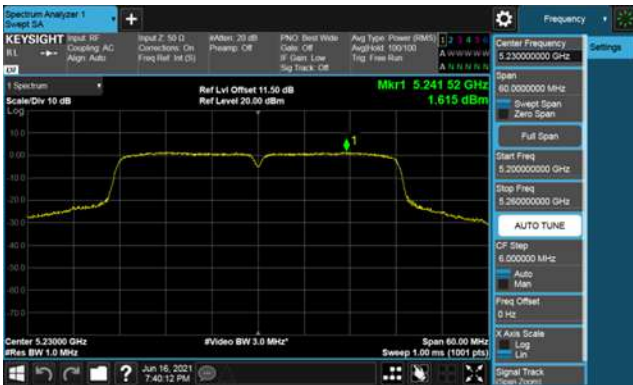 Spectrum Analyzer 1
Swept SA
+
Frequency
KEYSIGHT
RL
Input: RF
Coupling: AC
Align: Auto
Input Z: 50 Ω
Corrections: On
Freq Ref: Int (S)
#Atten: 20 dB
Preamp: Off
PNO: Best Wide
Gate: Off
IF Gain: Low
Sig Track: Off
Avg Type: Power (RMS)
Avg|Hold: 100/100
Trig: Free Run
1 2 3 4 5 6
A W W W W W
A N N N N N
Center Frequency
5.230000000 GHz
Settings
Span
60.0000000 MHz
Swept Span
Zero Span
Full Span
Start Freq
5.200000000 GHz
Stop Freq
5.260000000 GHz
AUTO TUNE
CF Step
6.000000 MHz
Auto
Man
Freq Offset
0 Hz
X Axis Scale
Log
Lin
Signal Track
(Span Zoom)
1 Spectrum
Scale/Div 10 dB
Log
Ref Lvl Offset 11.50 dB
Ref Level 20.00 dBm
Mkr1 5.241 52 GHz
1.615 dBm
1
10.0
0.00
-10.0
-20.0
-30.0
-40.0
-50.0
-60.0
-70.0
Center 5.23000 GHz
#Res BW 1.0 MHz
#Video BW 3.0 MHz*
Span 60.00 MHz
Sweep 1.00 ms (1001 pts)
?
Jun 16, 2021
7:40:12 PM